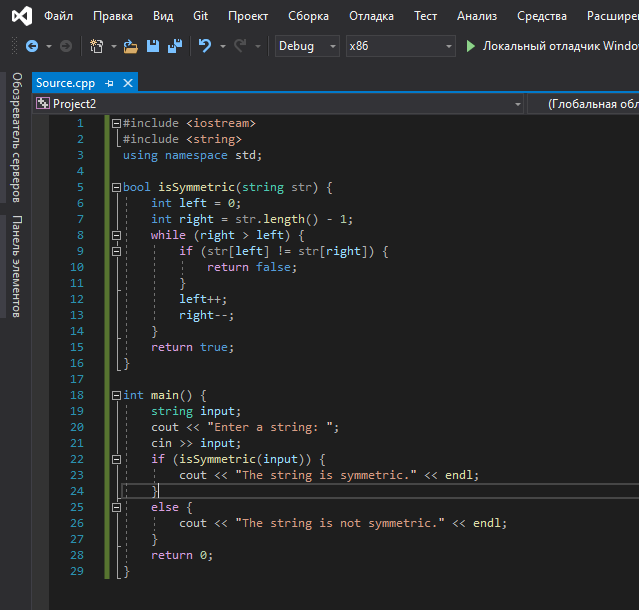 Файл Правка Вид Git Проект Сборка Отладка Тест Анализ Средства
Debug x86 Локальный отладчик
Обозреватель серверов
Панель элементов
Source.cpp
Project2
1 #include <iostream>
2 #include <string>
3 using namespace std;
4
5 bool isSymmetric(string str) {
6 int left = 0;
7 int right = str.length() - 1;
8 while (right > left) {
9 if (str[left] != str[right]) {
10 return false;
11 }
12 left++;
13 right--;
14 }
15 return true;
16 }
17
18 int main() {
19 string input;
20 cout << "Enter a string: ";
21 cin >> input;
22 if (isSymmetric(input)) {
23 cout << "The string is symmetric." << endl;
24 }
25 else {
26 cout << "The string is not symmetric." << endl;
27 }
28 return 0;
29 }